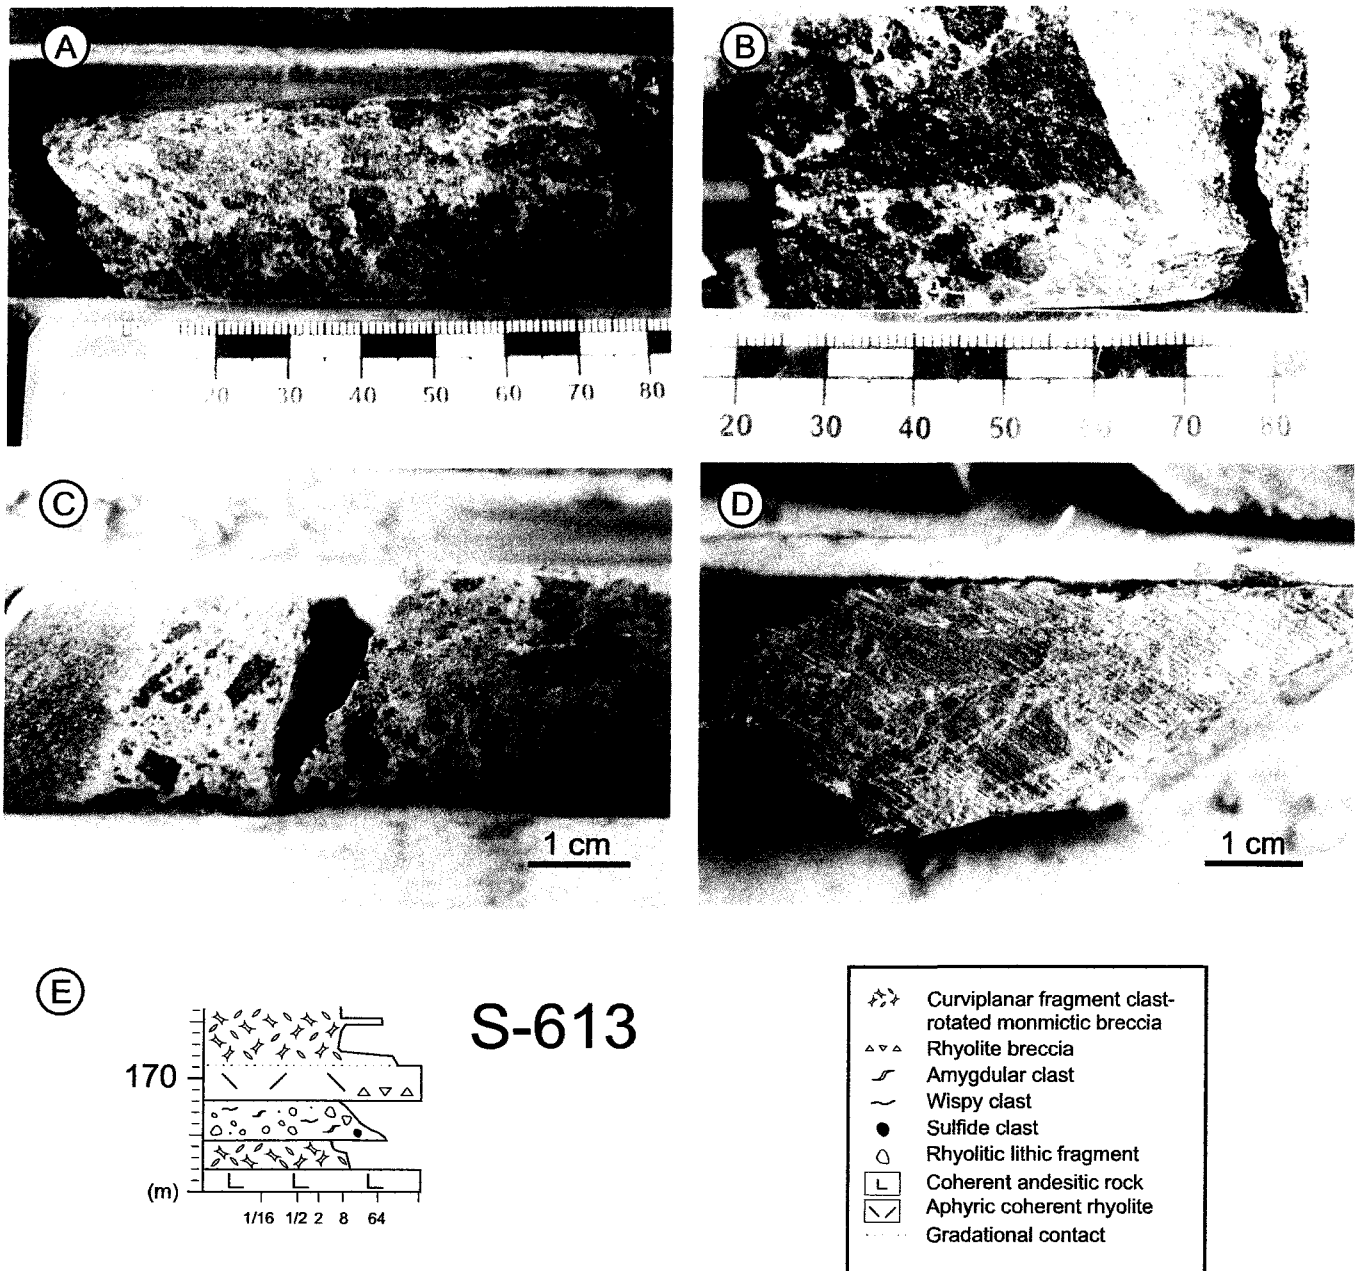 A
20 30 40 50 60 70 80
B
20 30 40 50 60 70 80
C
1 cm
D
1 cm
E
S-613
170
(m)
1/16 1/2 2 8 64
Curviplanar fragment clast-
rotated monmictic breccia
Rhyolite breccia
Amygdular clast
Wispy clast
Sulfide clast
Rhyolitic lithic fragment
Coherent andesitic rock
Aphyric coherent rhyolite
Gradational contact